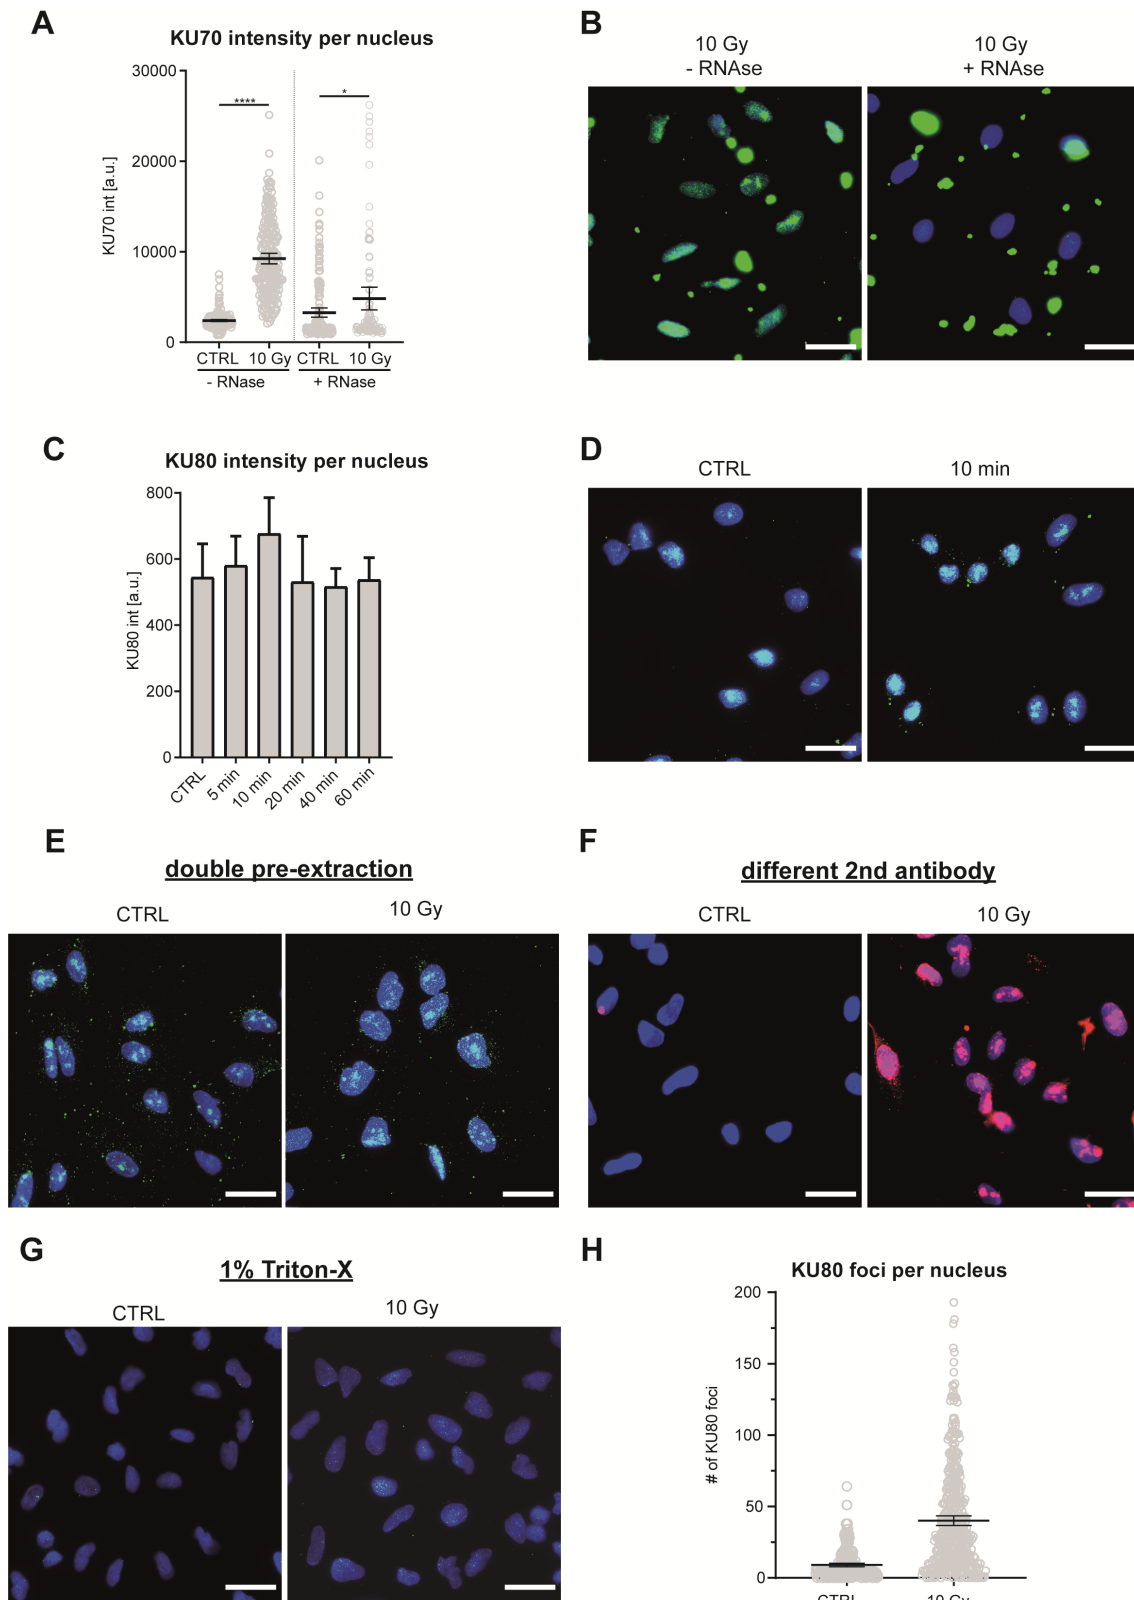 A
KU70 intensity per nucleus
KU70 int [a.u.]
30000
20000
10000
0
****
*
CTRL 10 Gy CTRL 10 Gy
- RNase + RNase
B
10 Gy
- RNAse
10 Gy
+ RNAse
C
KU80 intensity per nucleus
KU80 int [a.u.]
800
600
400
200
0
CTRL
5 min
10 min
20 min
40 min
60 min
D
CTRL
10 min
E
double pre-extraction
CTRL
10 Gy
F
different 2nd antibody
CTRL
10 Gy
G
1% Triton-X
CTRL
10 Gy
H
KU80 foci per nucleus
# of KU80 foci
200
150
100
50
0
CTRL
10 Gy